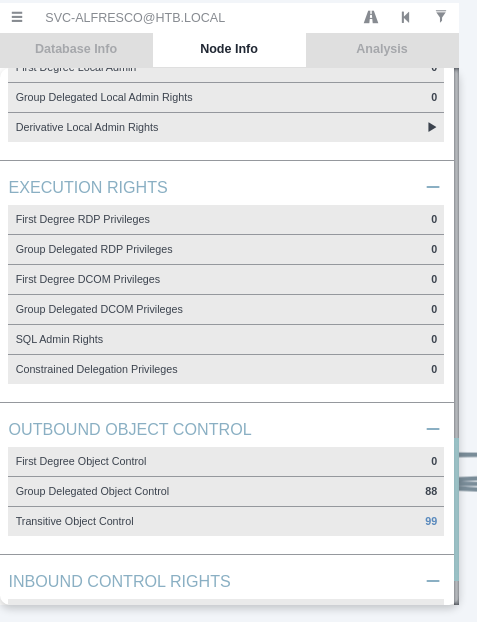 SVC-ALFRESCO@HTB.LOCAL
Database Info Node Info Analysis
First Degree Local Admin 0
Group Delegated Local Admin Rights 0
Derivative Local Admin Rights
EXECUTION RIGHTS
First Degree RDP Privileges 0
Group Delegated RDP Privileges 0
First Degree DCOM Privileges 0
Group Delegated DCOM Privileges 0
SQL Admin Rights 0
Constrained Delegation Privileges 0
OUTBOUND OBJECT CONTROL
First Degree Object Control 0
Group Delegated Object Control 88
Transitive Object Control 99
INBOUND CONTROL RIGHTS